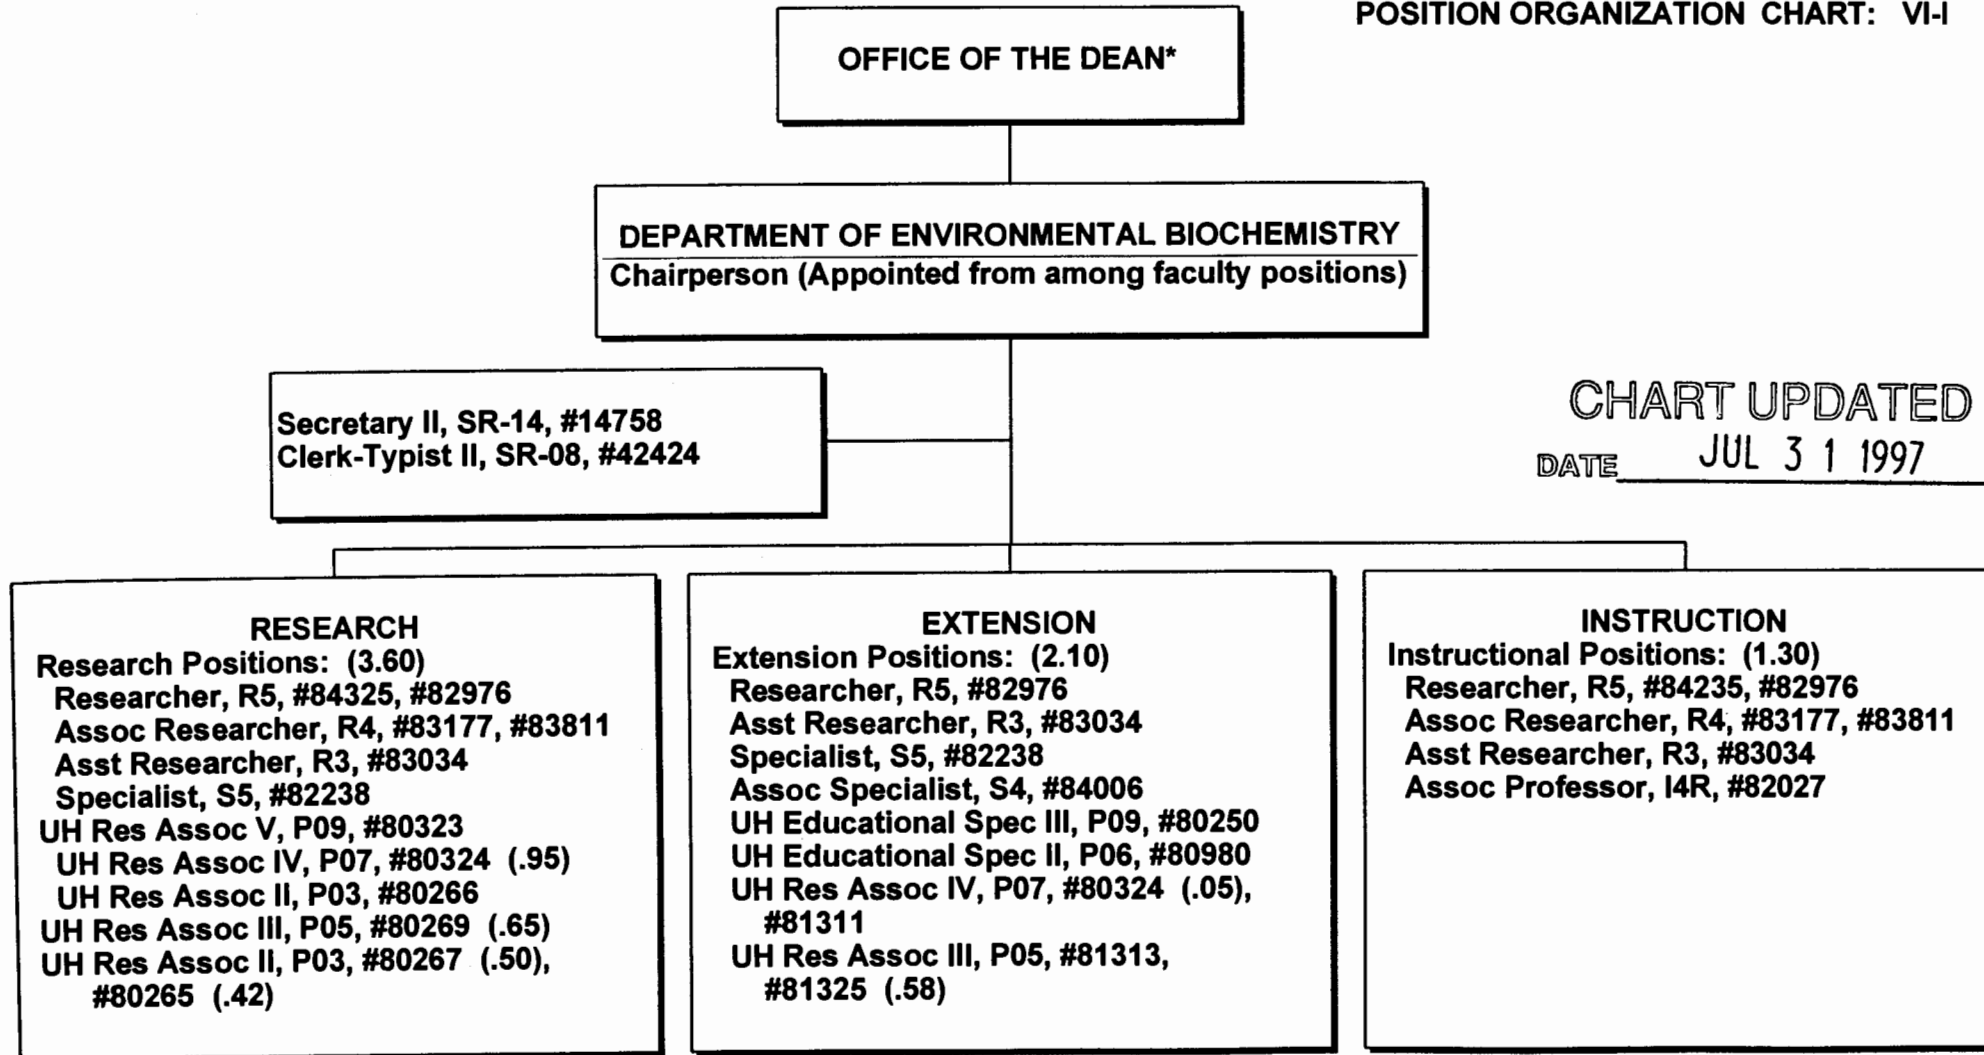 POSITION ORGANIZATION CHART: VI-I
OFFICE OF THE DEAN*
DEPARTMENT OF ENVIRONMENTAL BIOCHEMISTRY
Chairperson (Appointed from among faculty positions)
Secretary II, SR-14, #14758
Clerk-Typist II, SR-08, #42424
CHART UPDATED
DATE JUL 3 1 1997
RESEARCH
Research Positions: (3.60)
Researcher, R5, #84325, #82976
Assoc Researcher, R4, #83177, #83811
Asst Researcher, R3, #83034
Specialist, S5, #82238
UH Res Assoc V, P09, #80323
UH Res Assoc IV, P07, #80324 (.95)
UH Res Assoc II, P03, #80266
UH Res Assoc III, P05, #80269 (.65)
UH Res Assoc II, P03, #80267 (.50),
#80265 (.42)
EXTENSION
Extension Positions: (2.10)
Researcher, R5, #82976
Asst Researcher, R3, #83034
Specialist, S5, #82238
Assoc Specialist, S4, #84006
UH Educational Spec III, P09, #80250
UH Educational Spec II, P06, #80980
UH Res Assoc IV, P07, #80324 (.05),
#81311
UH Res Assoc III, P05, #81313,
#81325 (.58)
INSTRUCTION
Instructional Positions: (1.30)
Researcher, R5, #84235, #82976
Assoc Researcher, R4, #83177, #83811
Asst Researcher, R3, #83034
Assoc Professor, I4R, #82027